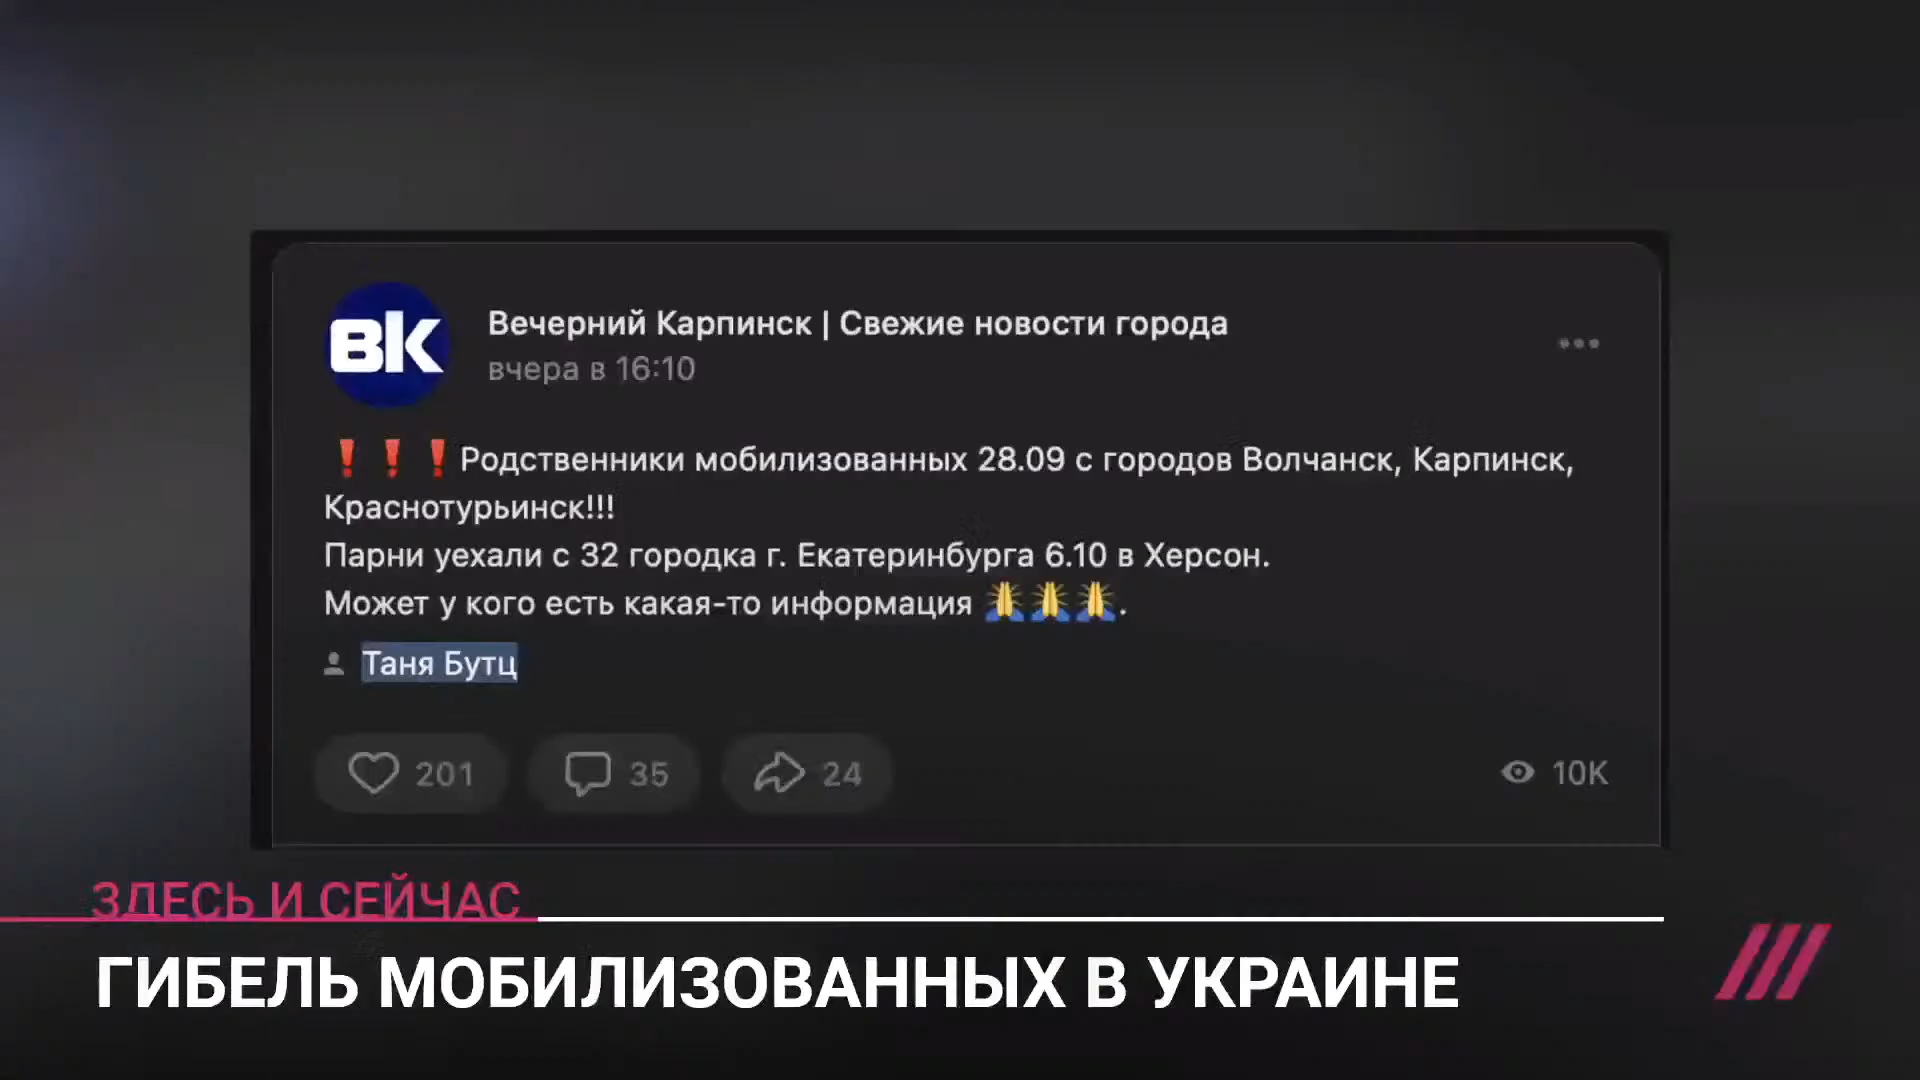 вк
Вечерний Карпинск | Свежие новости города
вчера в 16:10
❗❗❗Родственники мобилизованных 28.09 с городов Волчанск, Карпинск,
Краснотурьинск!!!
Парни уехали с 32 городка г. Екатеринбурга 6.10 в Херсон.
Может у кого есть какая-то информация 🙏🙏🙏.
Таня Бутц
201
35
24
10K
ЗДЕСЬ И СЕЙЧАС
ГИБЕЛЬ МОБИЛИЗОВАННЫХ В УКРАИНЕ